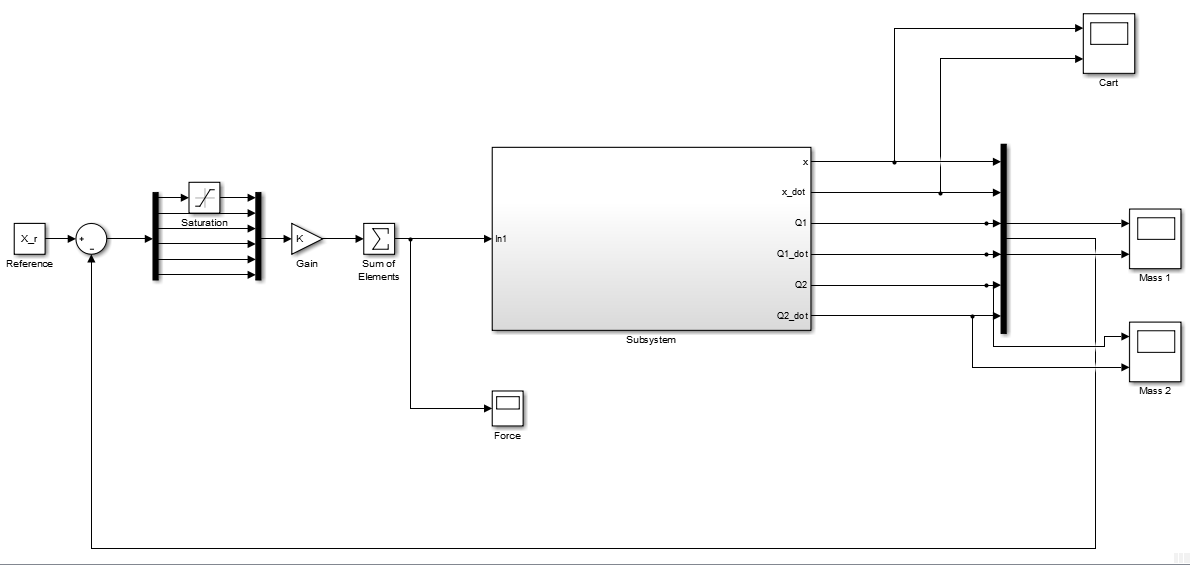 Cart
x
x_dot
Q1
Q1_dot
Q2
Q2_dot
In1
Subsystem
X_r
Reference
+
-
Saturation
K
Gain
Σ
Sum of
Elements
Mass 1
Mass 2
Force